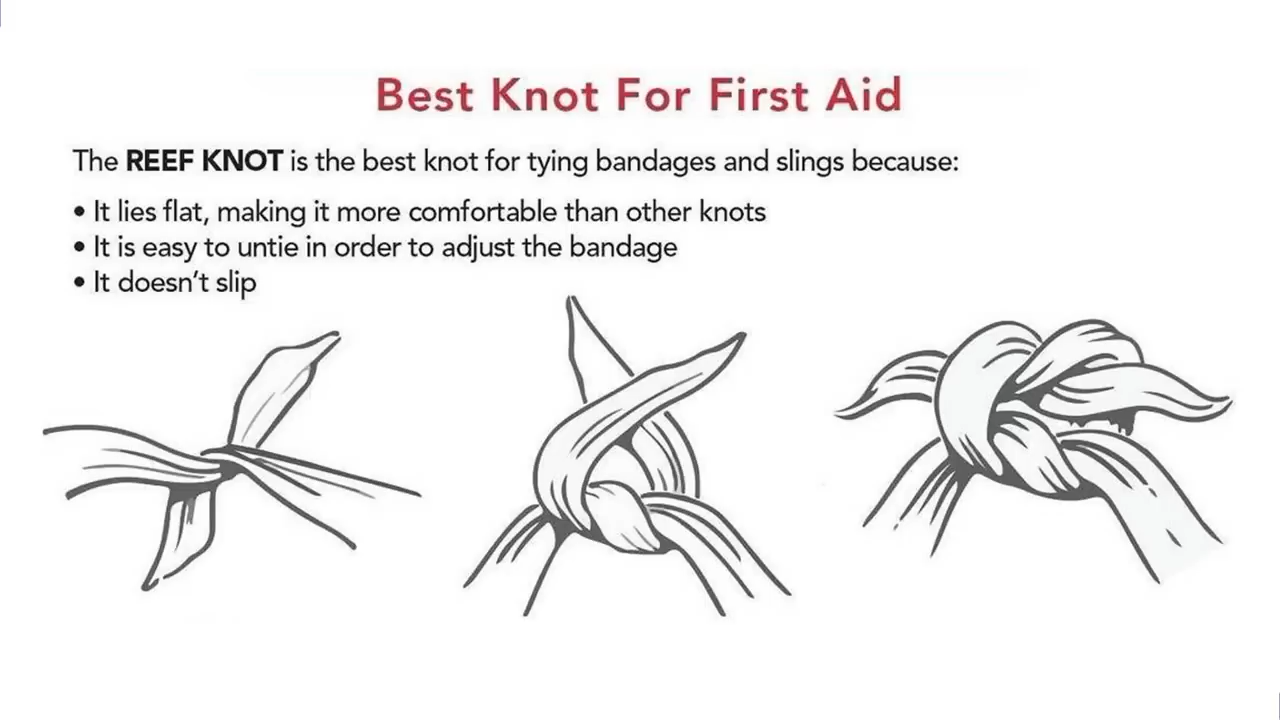 Best Knot For First Aid
The REEF KNOT is the best knot for tying bandages and slings because:
• It lies flat, making it more comfortable than other knots
• It is easy to untie in order to adjust the bandage
• It doesn’t slip